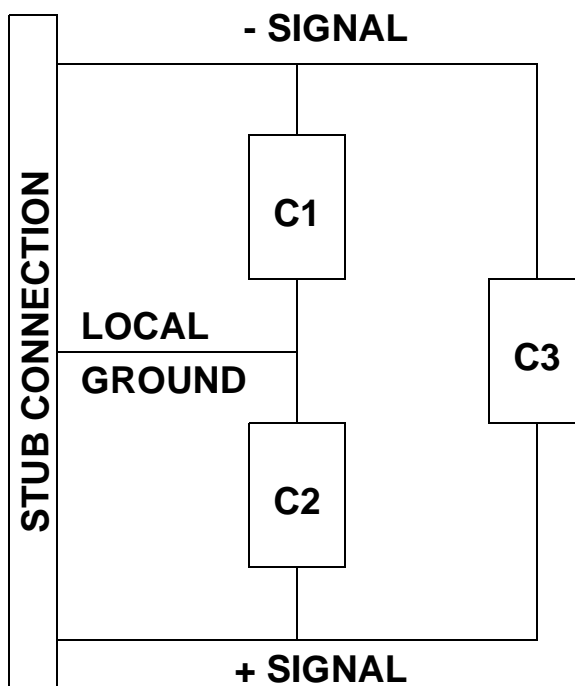 - SIGNAL
STUB CONNECTION
C1
LOCAL
GROUND
C3
C2
+ SIGNAL